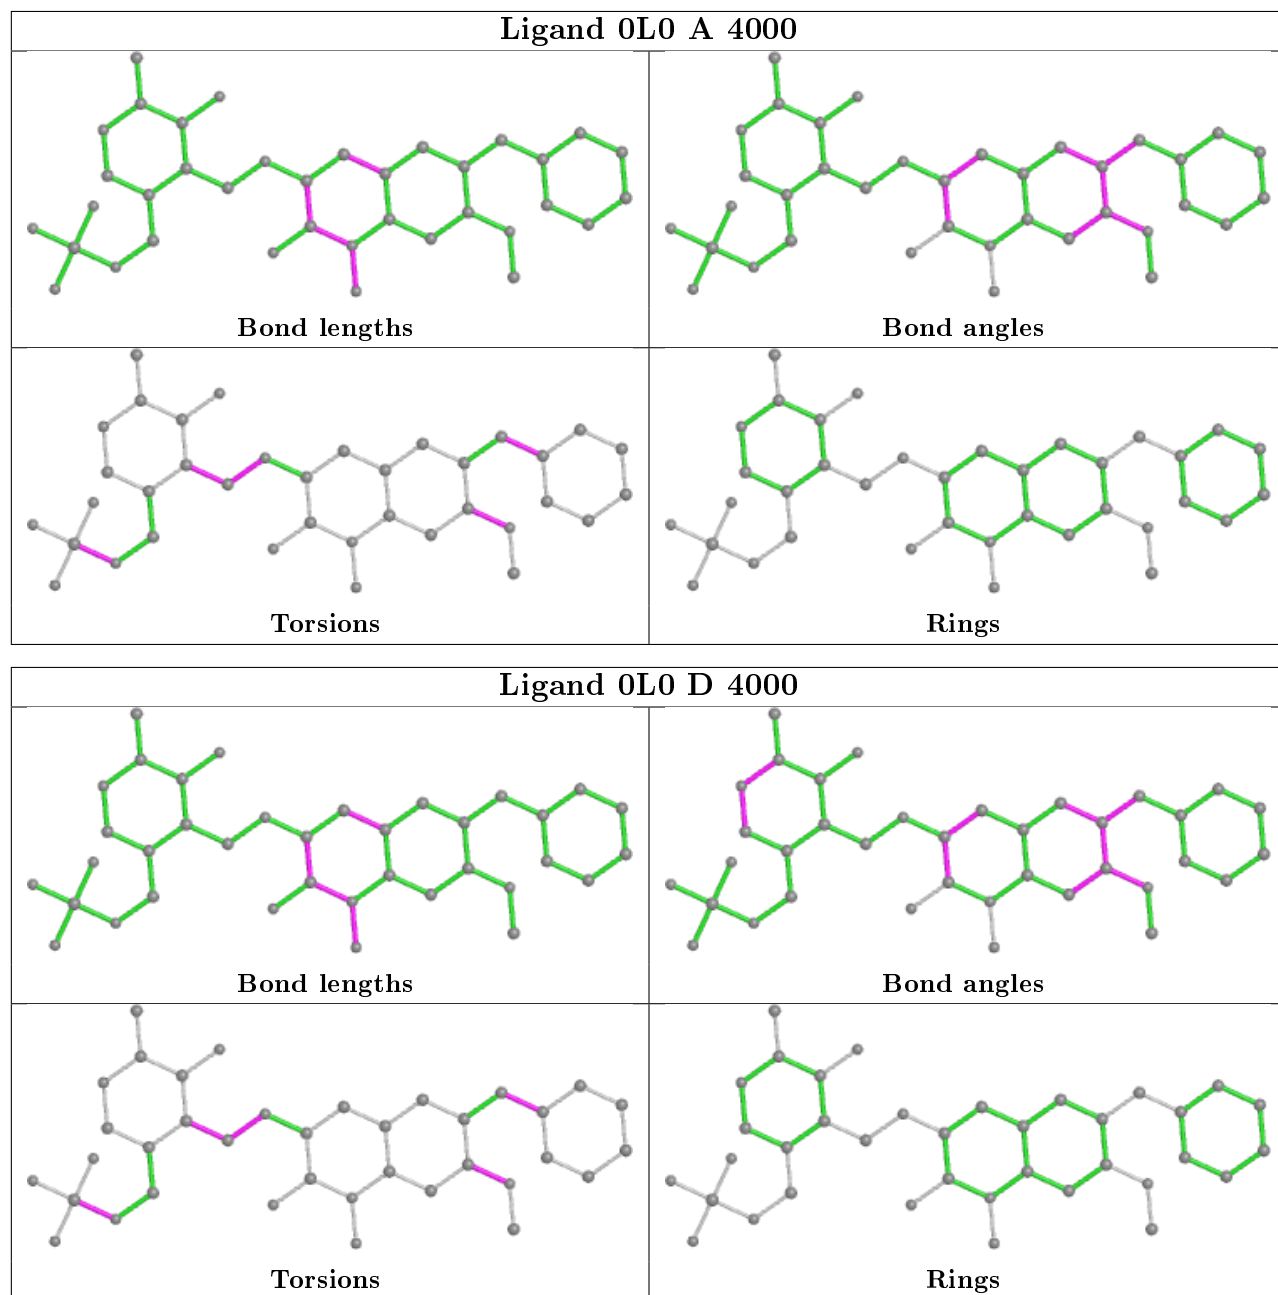 Ligand 0L0 A 4000
Bond lengths
Bond angles
Torsions
Rings
Ligand 0L0 D 4000
Bond lengths
Bond angles
Torsions
Rings